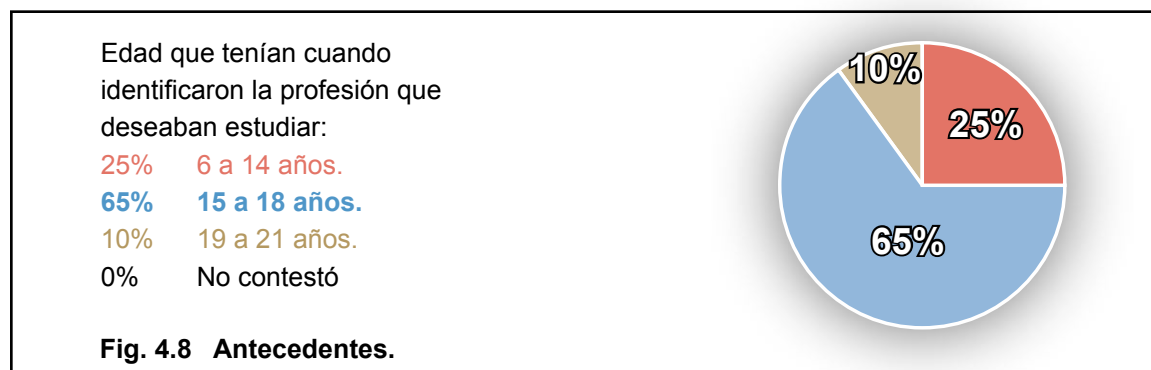 Edad que tenían cuando
identificaron la profesión que
deseaban estudiar:
25% 6 a 14 años.
65% 15 a 18 años.
10% 19 a 21 años.
0% No contestó
Fig. 4.8 Antecedentes.
10%
25%
65%